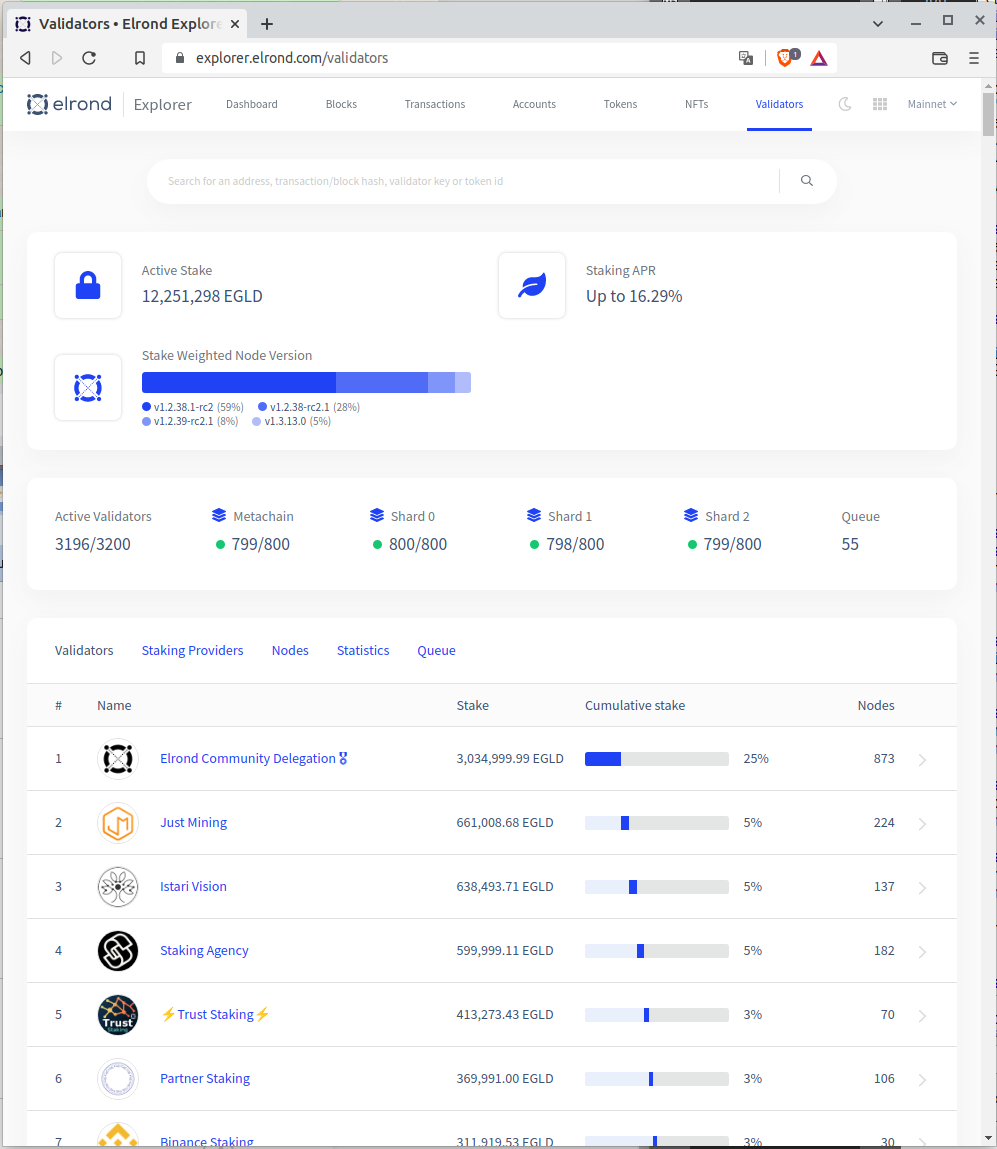 Validators • Elrond Explore
explorer.elrond.com/validators
1
elrond Explorer Dashboard Blocks Transactions Accounts Tokens NFTs Validators Mainnet
Search for an address, transaction/block hash, validator key or token id
Active Stake
12,251,298 EGLD
Staking APR
Up to 16.29%
Stake Weighted Node Version
v1.2.38.1-rc2 (59%) v1.2.38-rc2.1 (28%)
v1.2.39-rc2.1 (8%) v1.3.13.0 (5%)
Active Validators Metachain Shard 0 Shard 1 Shard 2 Queue
3196/3200 799/800 800/800 798/800 799/800 55
Validators Staking Providers Nodes Statistics Queue
# Name Stake Cumulative stake Nodes
1 Elrond Community Delegation 3,034,999.99 EGLD 25% 873
2 JM Just Mining 661,008.68 EGLD 5% 224
3 Istari Vision 638,493.71 EGLD 5% 137
4 Staking Agency 599,999.11 EGLD 5% 182
5 Trust Staking ⚡Trust Staking⚡ 413,273.43 EGLD 3% 70
6 Partner Staking 369,991.00 EGLD 3% 106
7 Binance Staking 311,919.53 EGLD 3% 30